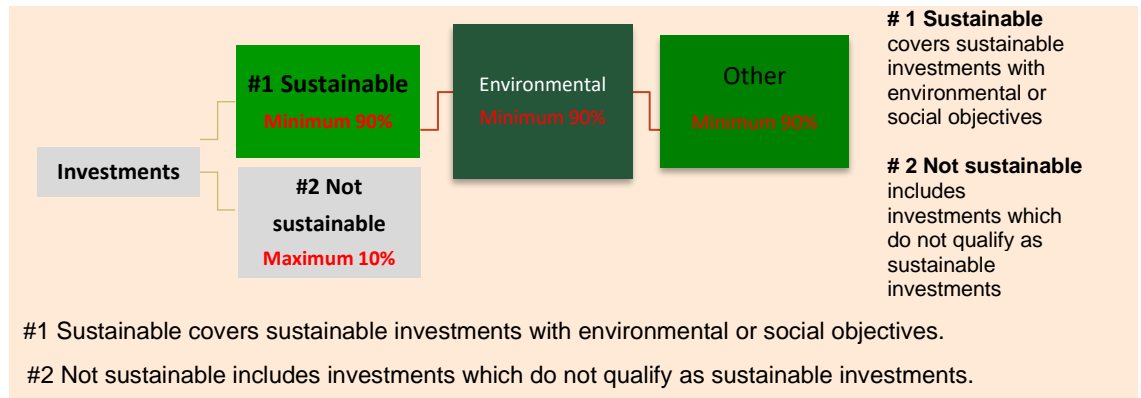 Investments
#1 Sustainable
Minimum 90%
#2 Not
sustainable
Maximum 10%
Environmental
Minimum 90%
Other
Minimum 90%
# 1 Sustainable
covers sustainable
investments with
environmental or
social objectives
# 2 Not sustainable
includes
investments which
do not qualify as
sustainable
investments
#1 Sustainable covers sustainable investments with environmental or social objectives.
#2 Not sustainable includes investments which do not qualify as sustainable investments.